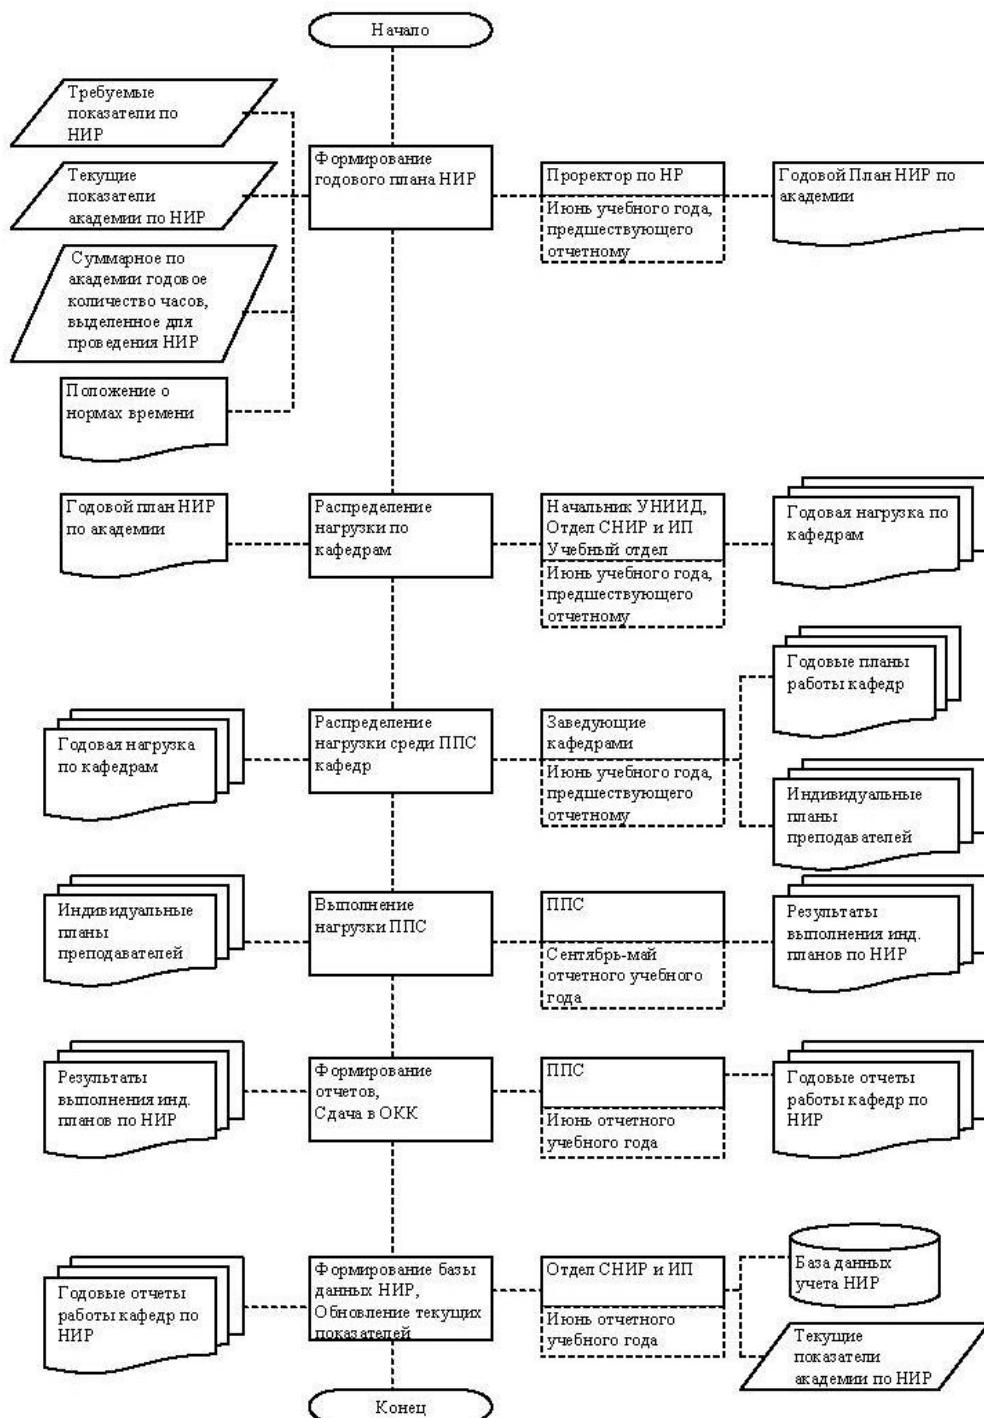 Начало
Требуемые
показатели по
НИР
Текущие
показатели
академии по НИР
Суммарное по
академии годовое
количество часов,
выделенное для
проведения НИР
Положение о
нормах времени
Формирование
годового плана НИР
Проректор по НР
Июнь учебного года,
предшествующего
отчетному
Годовой План НИР по
академии
Годовой план НИР
по академии
Распределение
нагрузки по
кафедрам
Начальник УНИИД,
Отдел СНИР и ИП
Учебный отдел
Июнь учебного года,
предшествующего
отчетному
Годовая нагрузка по
кафедрам
Годовая нагрузка
по кафедрам
Распределение
нагрузки среди ППС
кафедр
Заведующие
кафедрами
Июнь учебного года,
предшествующего
отчетному
Годовые планы
работы кафедр
Индивидуальные
планы
преподавателей
Индивидуальные
планы
преподавателей
Выполнение
нагрузки ППС
ППС
Сентябрь-май
отчетного учебного
года
Результаты
выполнения инд.
планов по НИР
Результаты
выполнения инд.
планов по НИР
Формирование
отчетов,
Сдача в ОКК
ППС
Июнь отчетного
учебного года
Годовые отчеты
работы кафедр по
НИР
Годовые отчеты
работы кафедр по
НИР
Формирование базы
данных НИР,
Обновление текущих
показателей
Отдел СНИР и ИП
Июнь отчетного
учебного года
База данных
учета НИР
Текущие
показатели
академии по НИР
Конец